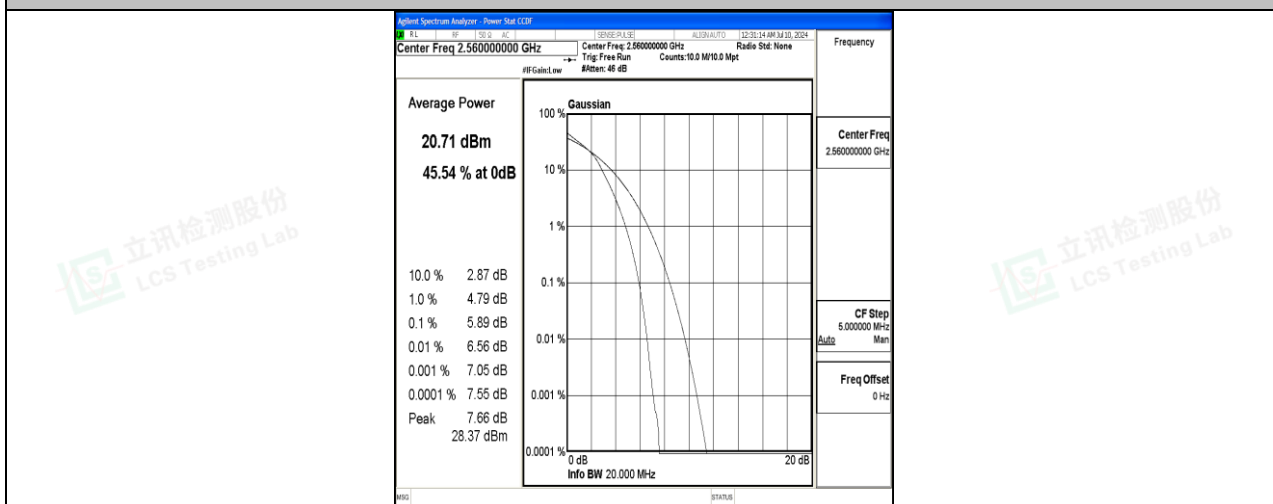 Agilent Spectrum Analyzer - Power Stat CCDF
LXI RL RF 50 Ω AC SENSE:PULSE ALIGNAUTO 12:31:14 AM Jul 10, 2024
Center Freq 2.560000000 GHz
Center Freq: 2.560000000 GHz Radio Std: None
Trig: Free Run Counts:10.0 M/10.0 Mpt
#IFGain:Low #Atten: 46 dB
Frequency
Average Power
20.71 dBm
45.54 % at 0dB
10.0 % 2.87 dB
1.0 % 4.79 dB
0.1 % 5.89 dB
0.01 % 6.56 dB
0.001 % 7.05 dB
0.0001 % 7.55 dB
Peak 7.66 dB
28.37 dBm
Gaussian
100 %
10 %
1 %
0.1 %
0.01 %
0.001 %
0.0001 %
0 dB 20 dB
Info BW 20.000 MHz
Center Freq
2.560000000 GHz
CF Step
5.000000 MHz
Auto Man
Freq Offset
0 Hz
MSG STATUS
立讯检测股份
LCS Testing Lab
立讯检测股份
LCS Testing Lab